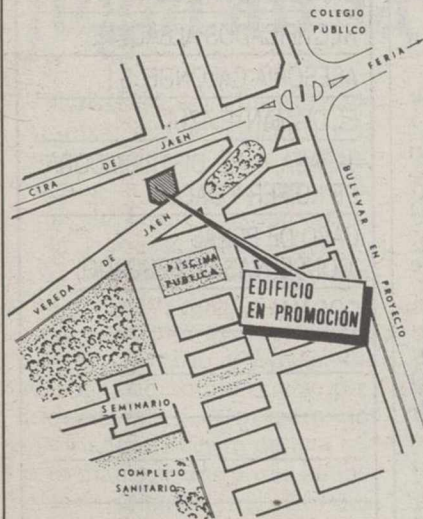 COLEGIO
PUBLICO
FERIA
CTRA DE JAEN
VEREDA DE JAEN
BULEVAR EN PROYECTO
PISCINA
PUBLICA
EDIFICIO
EN PROMOCIÓN
SEMINARIO
COMPLEJO
SANITARIO